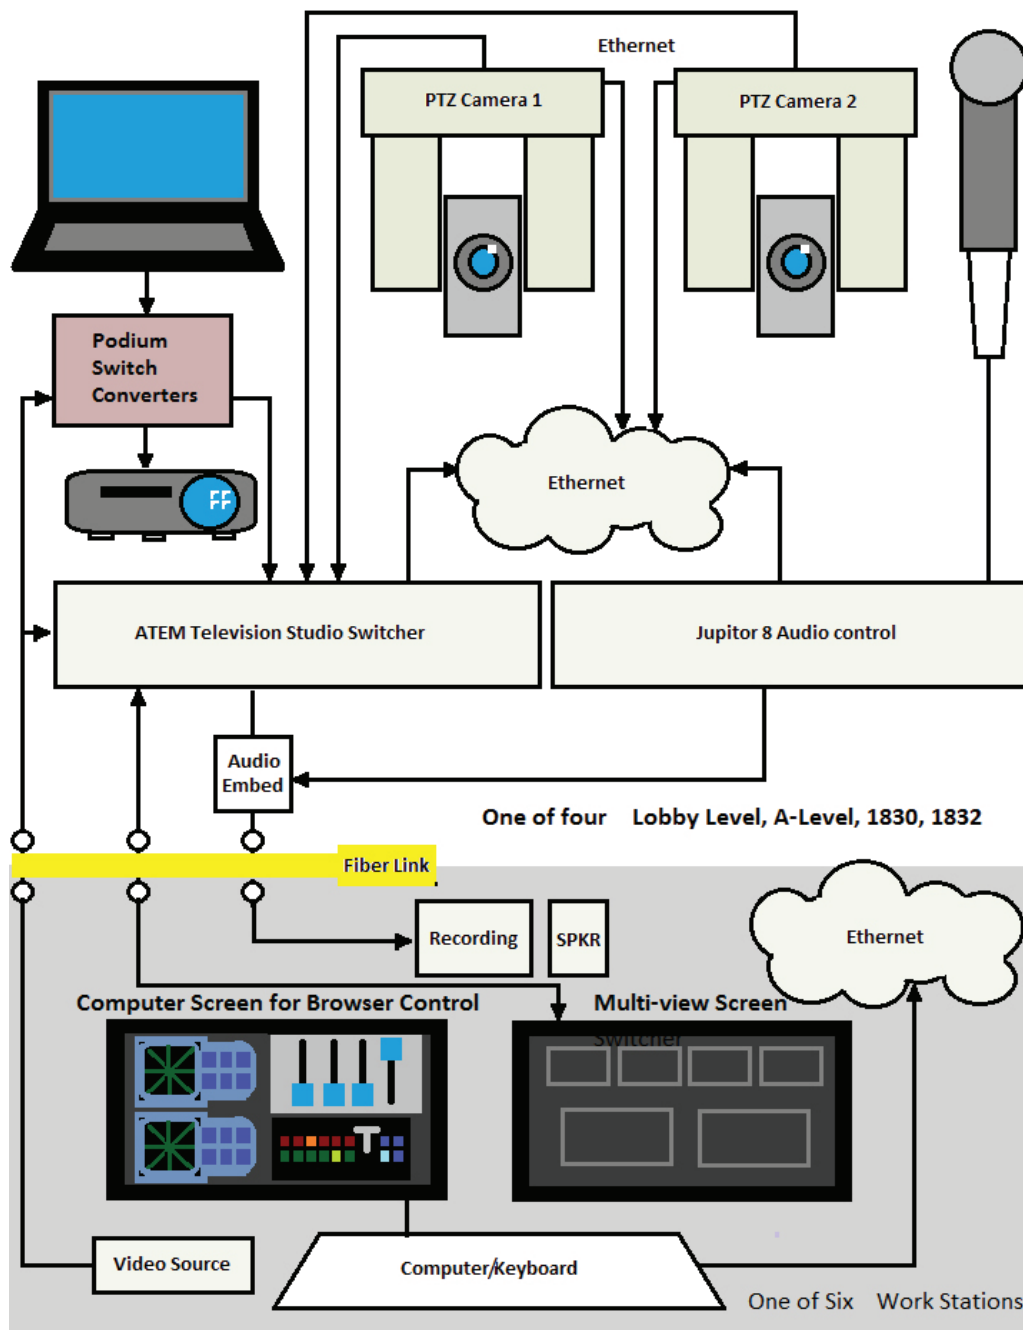 Ethernet
PTZ Camera 1
PTZ Camera 2
Podium
Switch
Converters
Ethernet
ATEM Television Studio Switcher
Jupitor 8 Audio control
Audio
Embed
One of four Lobby Level, A-Level, 1830, 1832
Fiber Link
Recording
SPKR
Ethernet
Computer Screen for Browser Control
Multi-view Screen
Switcher
Video Source
Computer/Keyboard
One of Six Work Stations